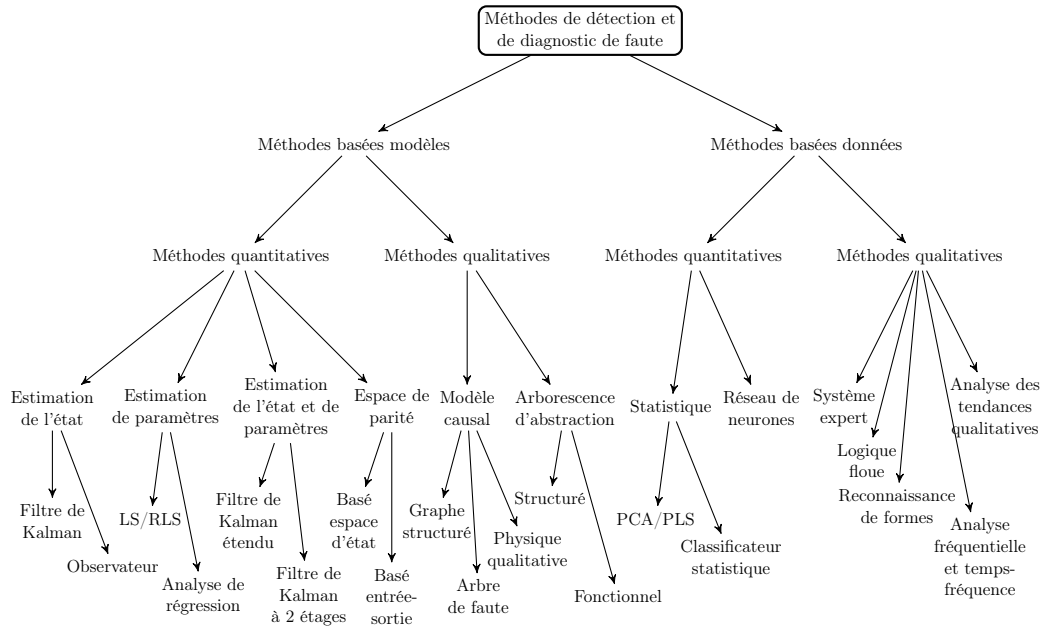 Méthodes de détection et
de diagnostic de faute
Méthodes basées modèles
Méthodes basées données
Méthodes quantitatives
Méthodes qualitatives
Méthodes quantitatives
Méthodes qualitatives
Estimation
de l'état
Estimation
de paramètres
Estimation
de l'état et de
paramètres
Espace de
parité
Modèle
causal
Arborescence
d'abstraction
Statistique
Réseau de
neurones
Système
expert
Analyse des
tendances
qualitatives
Logique
floue
Reconnaissance
de formes
Analyse
fréquentielle
et temps-
fréquence
Filtre de
Kalman
Observateur
LS/RLS
Analyse de
régression
Filtre de
Kalman
étendu
Filtre de
Kalman
à 2 étages
Basé
espace
d'état
Basé
entrée-
sortie
Graphe
structuré
Arbre
de faute
Physique
qualitative
Structuré
Fonctionnel
PCA/PLS
Classificateur
statistique